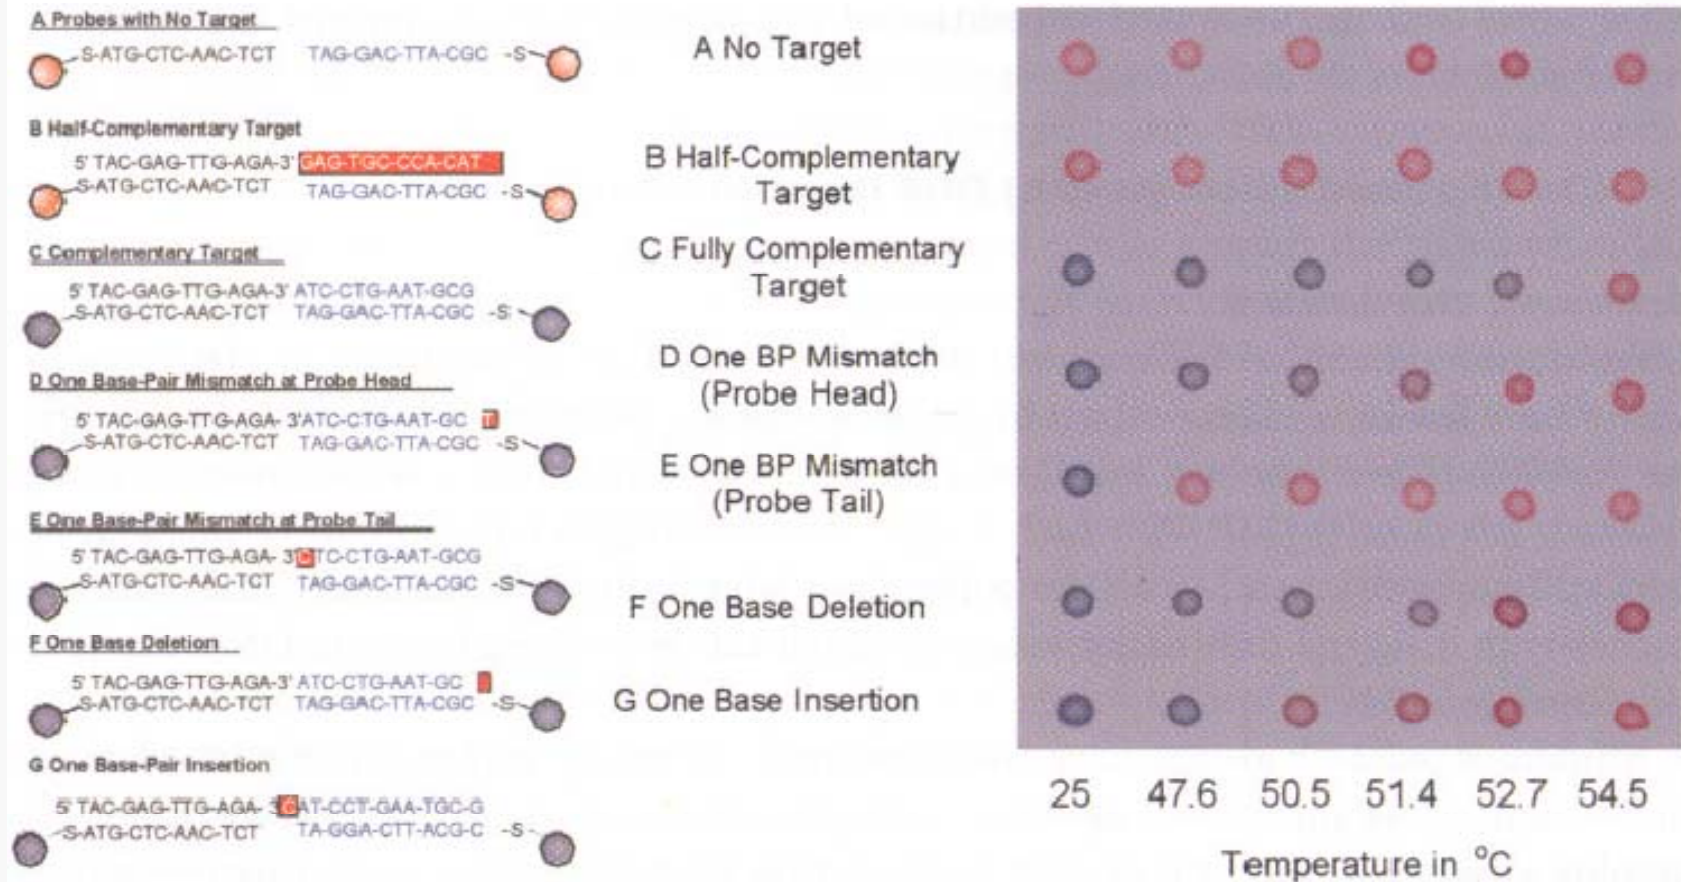 A Probes with No Target
S-ATG-CTC-AAC-TCT TAG-GAC-TTA-CGC -S
B Half-Complementary Target
5' TAC-GAG-TTG-AGA-3' GAG-TGC-CCA-CAT
S-ATG-CTC-AAC-TCT TAG-GAC-TTA-CGC -S
C Complementary Target
5' TAC-GAG-TTG-AGA-3' ATC-CTG-AAT-GCG
S-ATG-CTC-AAC-TCT TAG-GAC-TTA-CGC -S
D One Base-Pair Mismatch at Probe Head
5' TAC-GAG-TTG-AGA- 3'ATC-CTG-AAT-GC T
S-ATG-CTC-AAC-TCT TAG-GAC-TTA-CGC -S
E One Base-Pair Mismatch at Probe Tail
5' TAC-GAG-TTG-AGA- 3'CTC-CTG-AAT-GCG
S-ATG-CTC-AAC-TCT TAG-GAC-TTA-CGC -S
F One Base Deletion
5' TAC-GAG-TTG-AGA-3' ATC-CTG-AAT-GC
S-ATG-CTC-AAC-TCT TAG-GAC-TTA-CGC -S
G One Base-Pair Insertion
5' TAC-GAG-TTG-AGA- 3'CAT-CCT-GAA-TGC-G
S-ATG-CTC-AAC-TCT TA-GGA-CTT-ACG-C -S
A No Target
B Half-Complementary
Target
C Fully Complementary
Target
D One BP Mismatch
(Probe Head)
E One BP Mismatch
(Probe Tail)
F One Base Deletion
G One Base Insertion
25 47.6 50.5 51.4 52.7 54.5
Temperature in °C